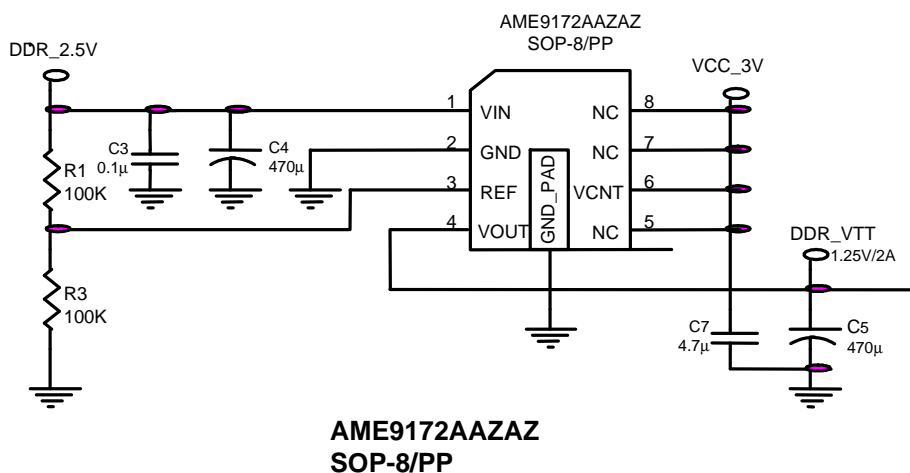 AME9172AAZAZ
SOP-8/PP
DDR_2.5V
VCC_3V
1
VIN
NC
8
2
GND
NC
7
3
REF
VCNT
6
4
VOUT
NC
5
GND_PAD
C3
0.1µ
C4
470µ
R1
100K
R3
100K
DDR_VTT
1.25V/2A
C7
4.7µ
C5
470µ
AME9172AAZAZ
SOP-8/PP